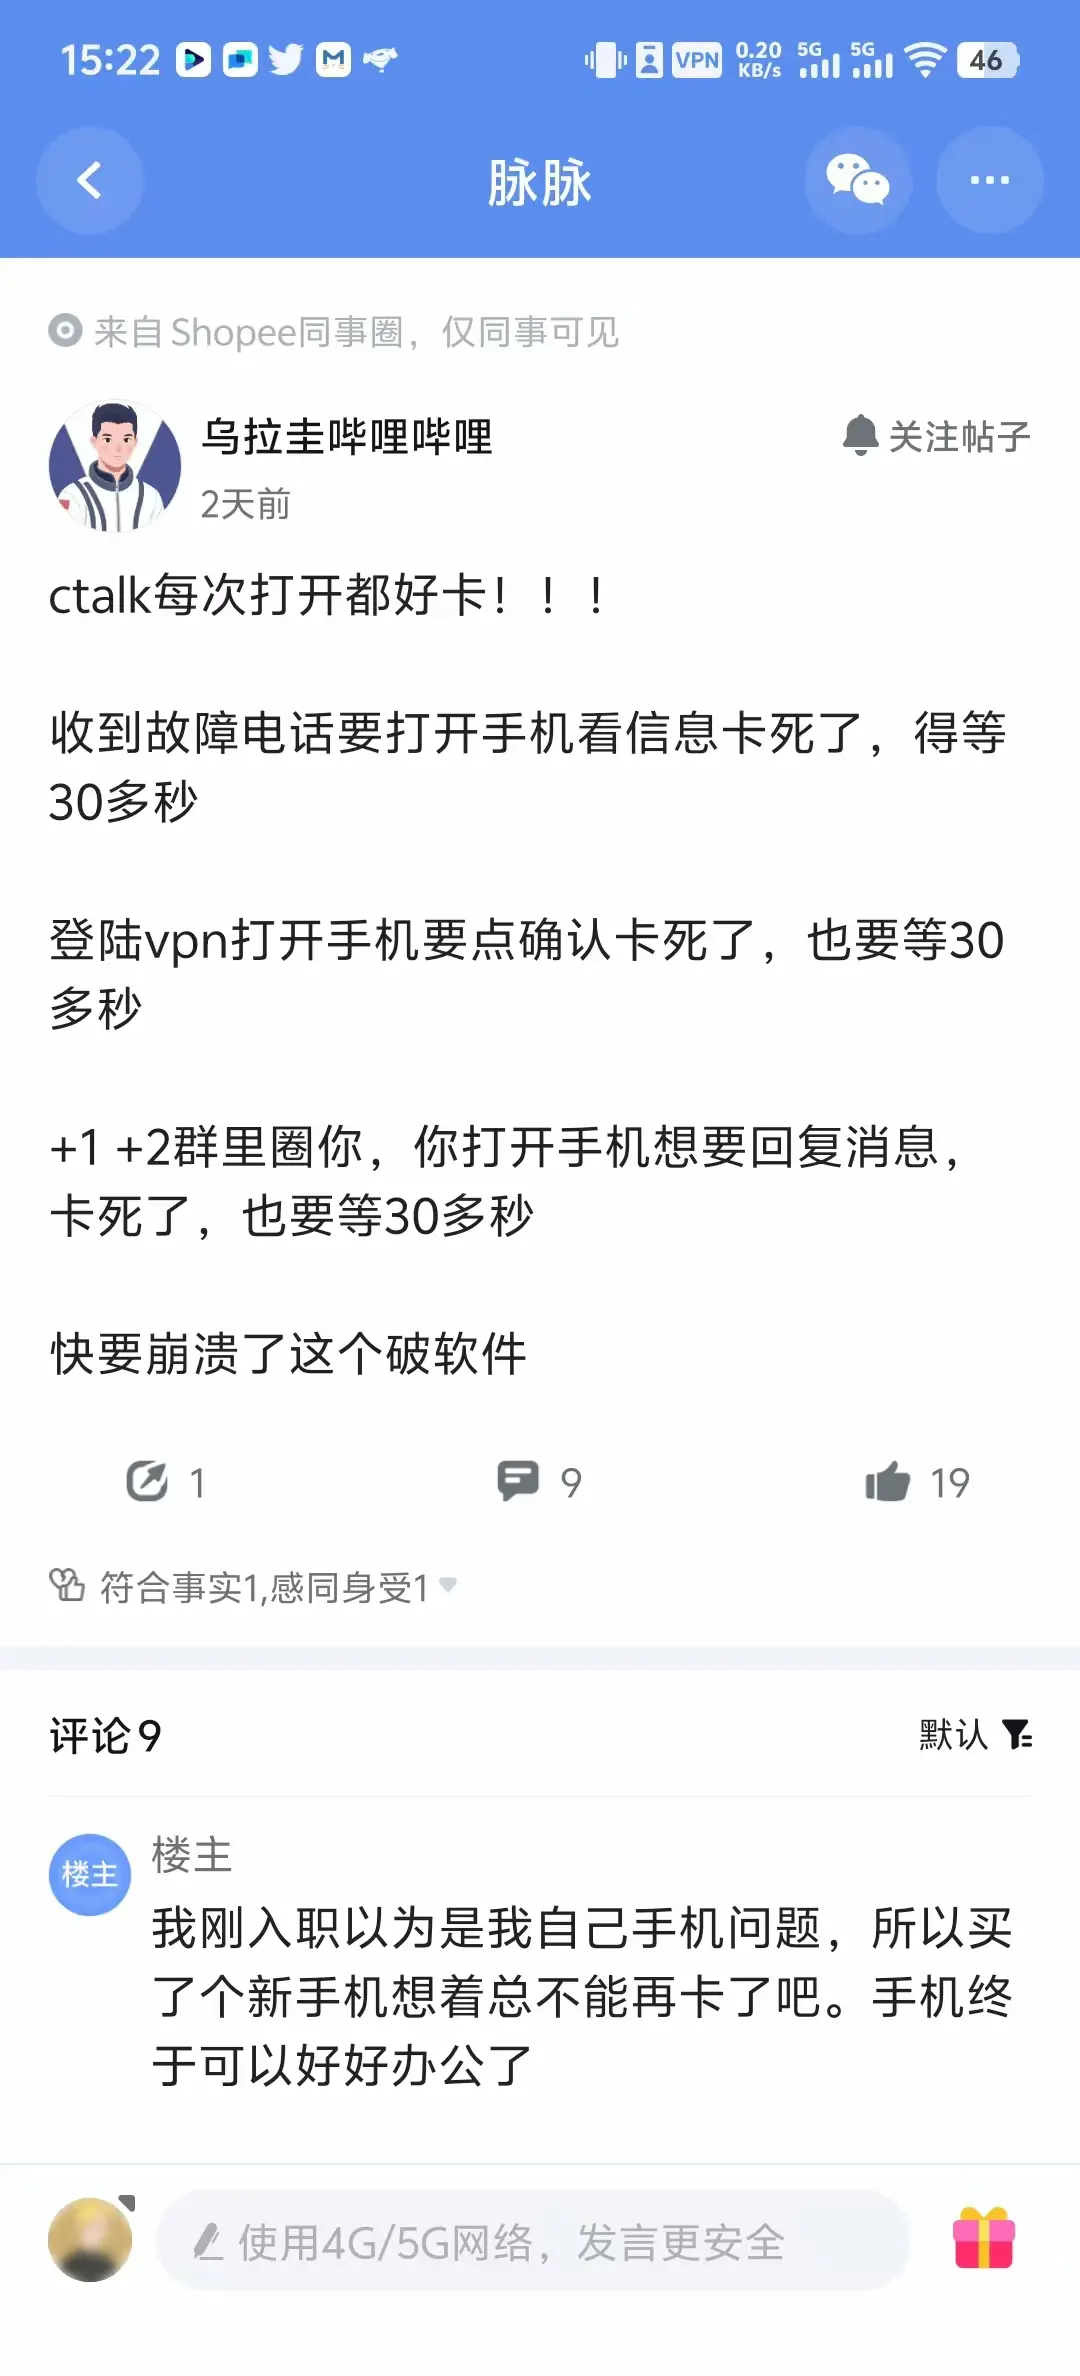 15:22
VPN
0.20
KB/s
5G
5G
46
脉脉
来自Shopee同事圈，仅同事可见
乌拉圭哔哩哔哩
关注帖子
2天前
ctalk每次打开都好卡！！！
收到故障电话要打开手机看信息卡死了，得等
30多秒
登陆vpn打开手机要点确认卡死了，也要等30
多秒
+1 +2群里圈你，你打开手机想要回复消息，
卡死了，也要等30多秒
快要崩溃了这个破软件
1
9
19
符合事实1,感同身受1
评论9
默认
楼主
楼主
我刚入职以为是我自己手机问题，所以买
了个新手机想着总不能再卡了吧。手机终
于可以好好办公了
使用4G/5G网络，发言更安全